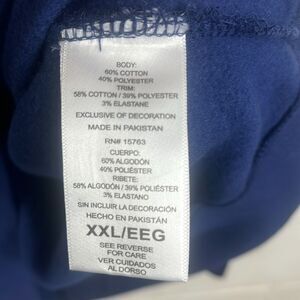 BODY:
60% COTTON
40% POLYESTER
TRIM:
58% COTTON / 39% POLYESTER
3% ELASTANE
EXCLUSIVE OF DECORATION
MADE IN PAKISTAN
RN# 15763
CUERPO:
60% ALGODÓN
40% POLIÉSTER
RIBETE:
58% ALGODÓN / 39% POLIÉSTER
3% ELASTANO
SIN INCLUIR LA DECORACIÓN
HECHO EN PAKISTÁN
XXL/EEG
SEE REVERSE
FOR CARE
VER CUIDADOS
AL DORSO